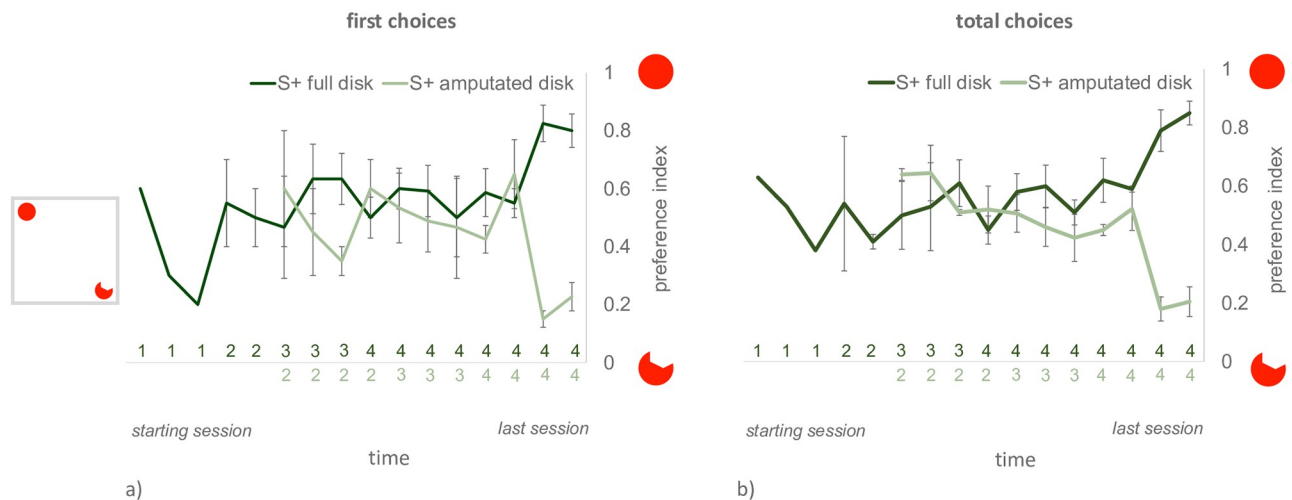 first choices
S+ full disk S+ amputated disk
1
0.8
0.6
0.4
0.2
0
preference index
1 1 1 2 2 3 3 3 4 4 4 4 4 4 4 4
2 2 2 2 3 3 3 4 4 4 4
starting session last session
time
a)
total choices
S+ full disk S+ amputated disk
1
0.8
0.6
0.4
0.2
0
preference index
1 1 1 2 2 3 3 3 4 4 4 4 4 4 4 4
2 2 2 2 3 3 3 4 4 4 4
starting session last session
time
b)